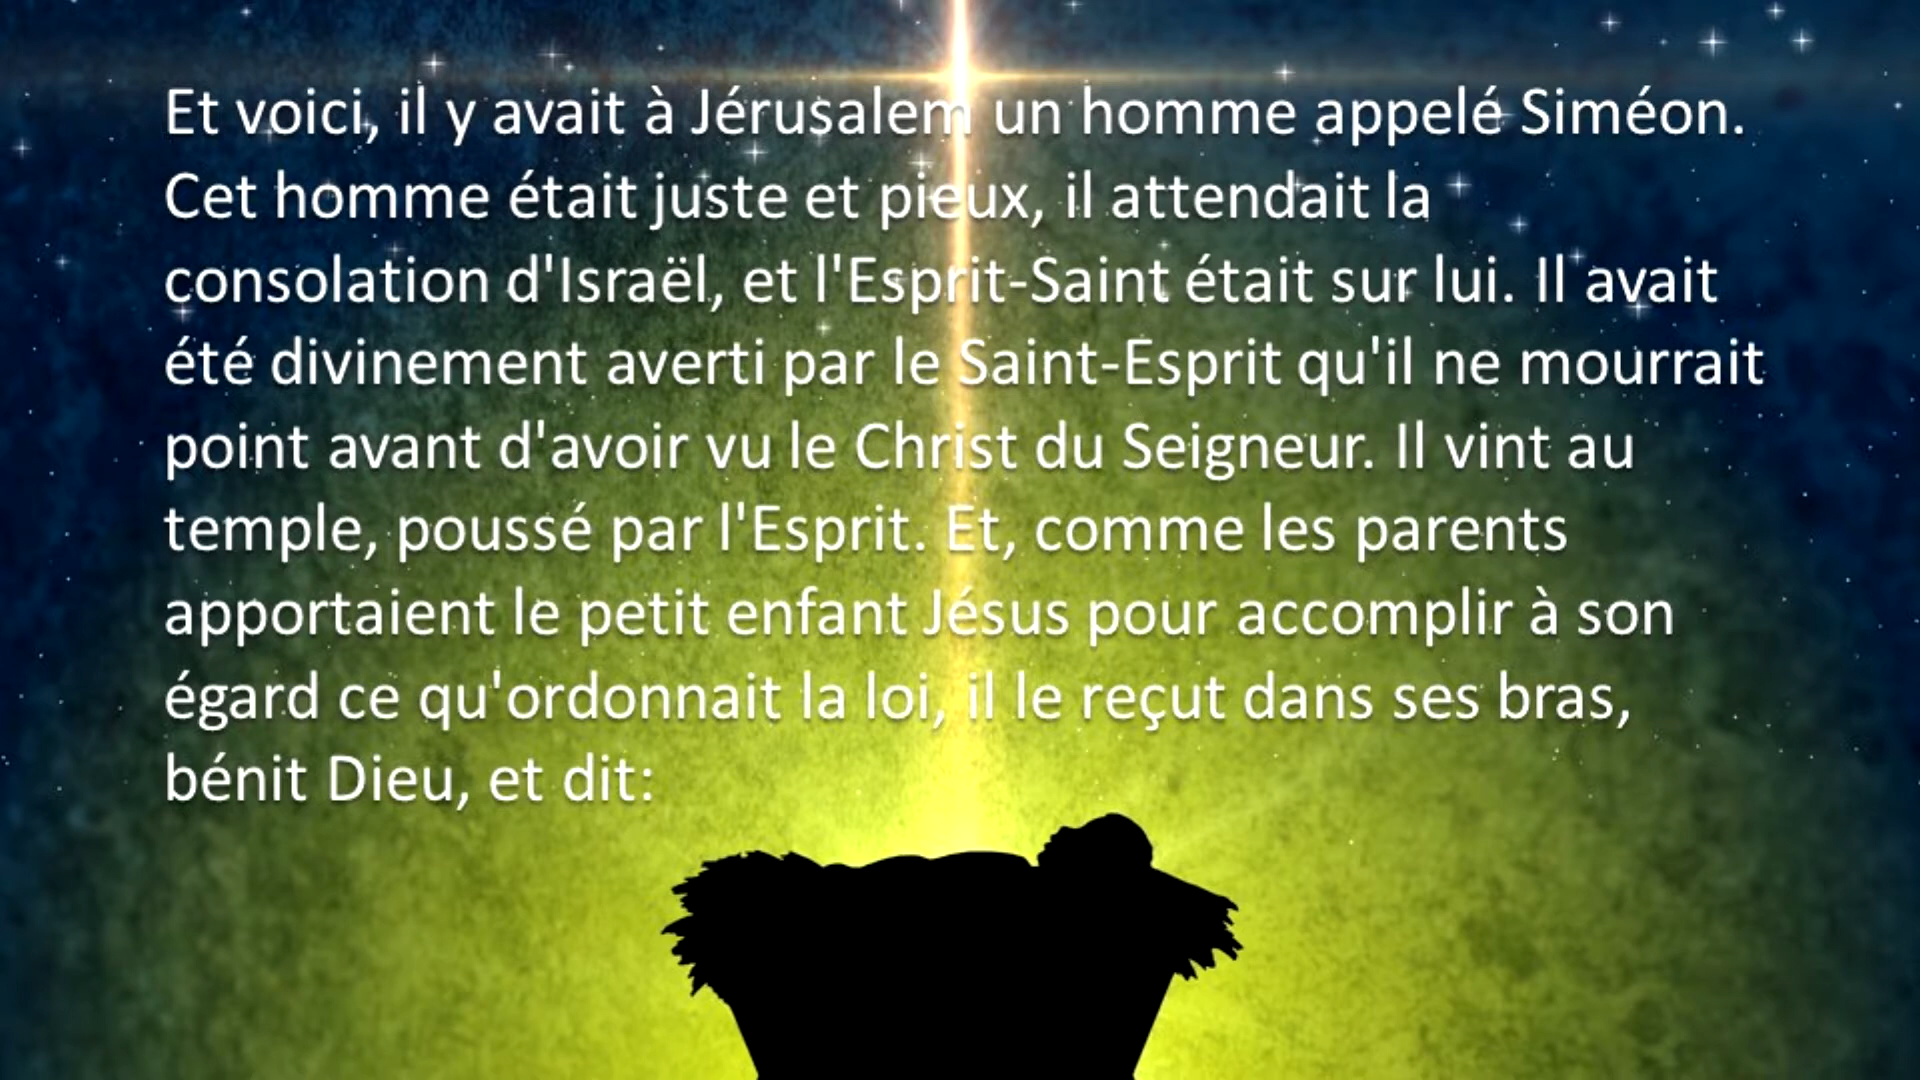 Et voici, il y avait à Jérusalem un homme appelé Siméon.
Cet homme était juste et pieux, il attendait la
consolation d'Israël, et l'Esprit-Saint était sur lui. Il avait
été divinement averti par le Saint-Esprit qu'il ne mourrait
point avant d'avoir vu le Christ du Seigneur. Il vint au
temple, poussé par l'Esprit. Et, comme les parents
apportaient le petit enfant Jésus pour accomplir à son
égard ce qu'ordonnait la loi, il le reçut dans ses bras,
bénit Dieu, et dit: